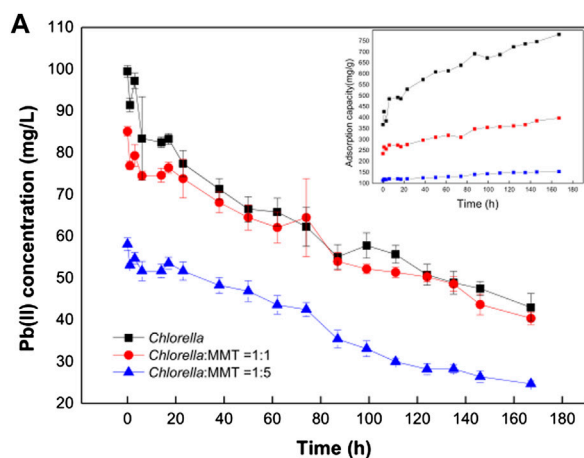 A
Pb(II) concentration (mg/L)
110
100
90
80
70
60
50
40
30
20
0 20 40 60 80 100 120 140 160 180
Time (h)
Chlorella
Chlorella:MMT =1:1
Chlorella:MMT =1:5
Adsorption capacity(mg/g)
800
750
700
650
600
550
500
450
400
350
300
250
200
150
100
0 20 40 60 80 100 120 140 160 180
Time (h)